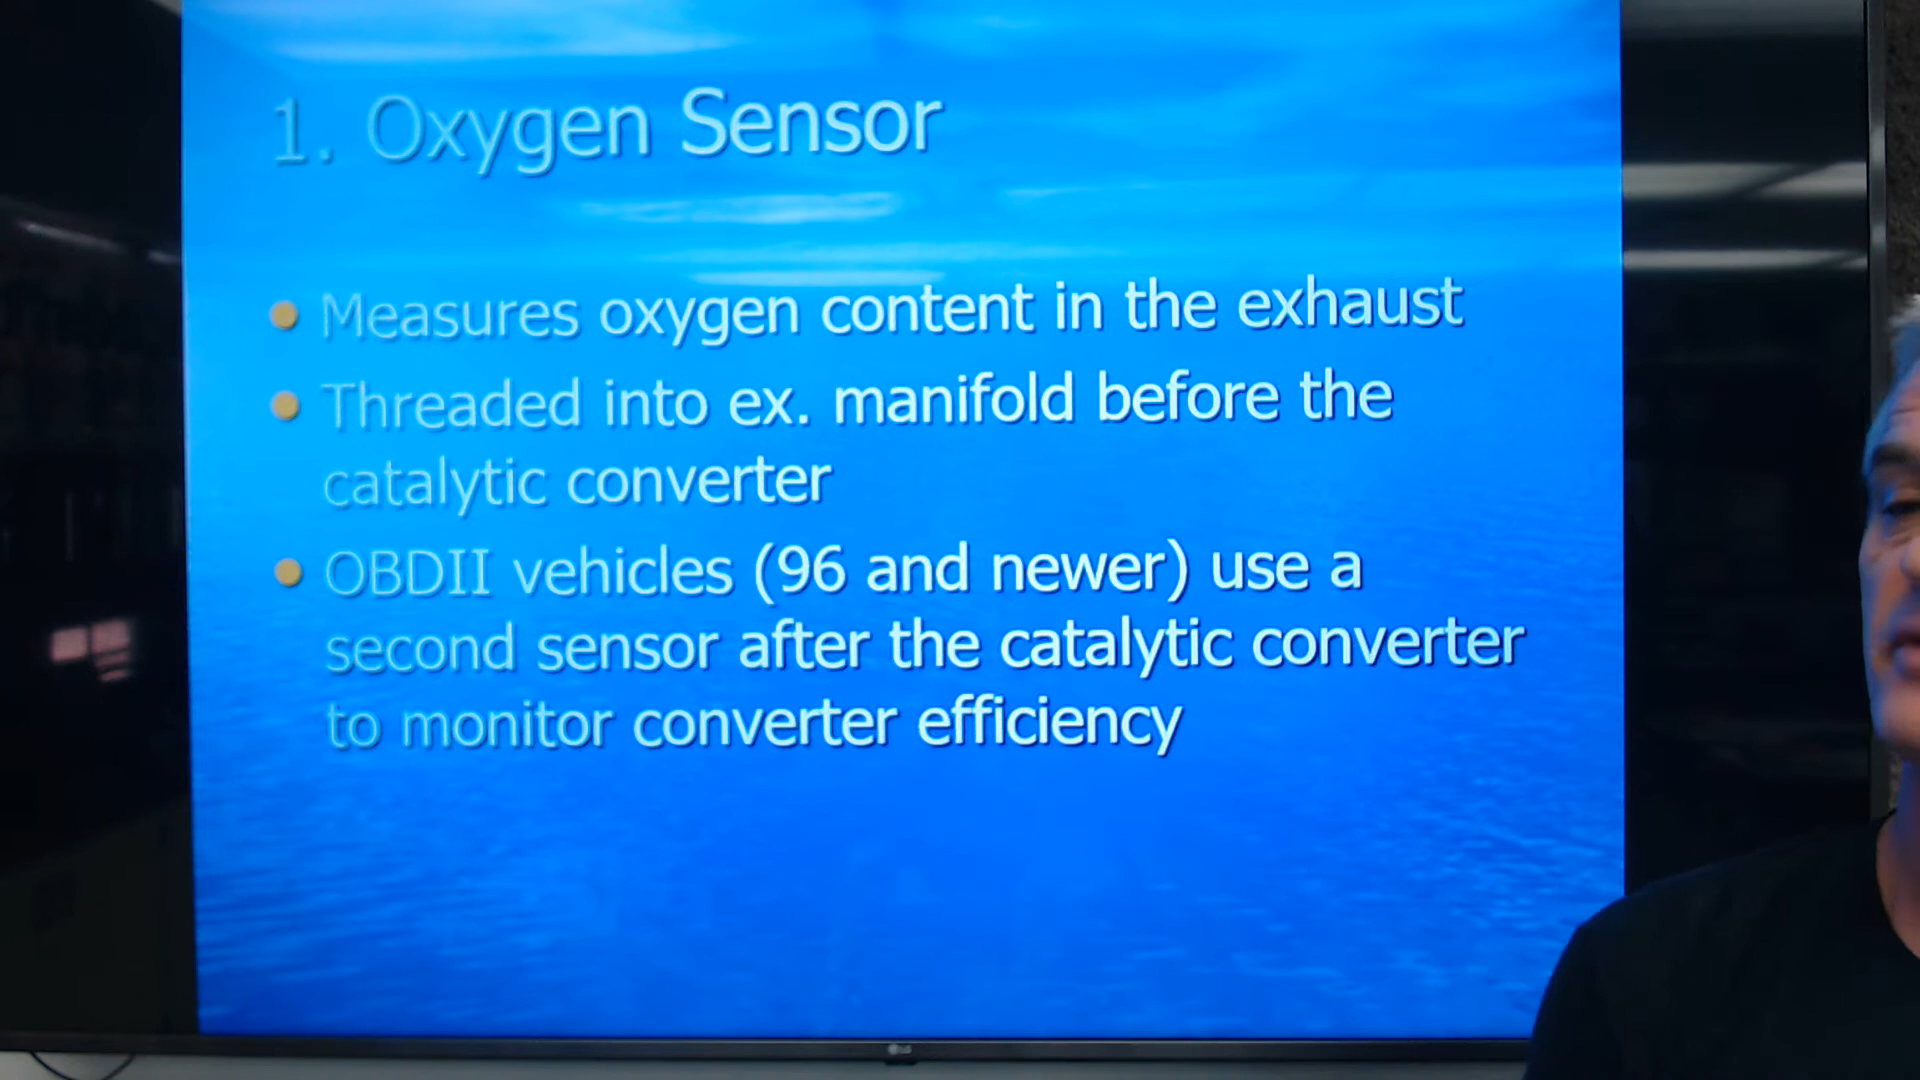 1. Oxygen Sensor
Measures oxygen content in the exhaust
Threaded into ex. manifold before the
catalytic converter
OBDII vehicles (96 and newer) use a
second sensor after the catalytic converter
to monitor converter efficiency
LG